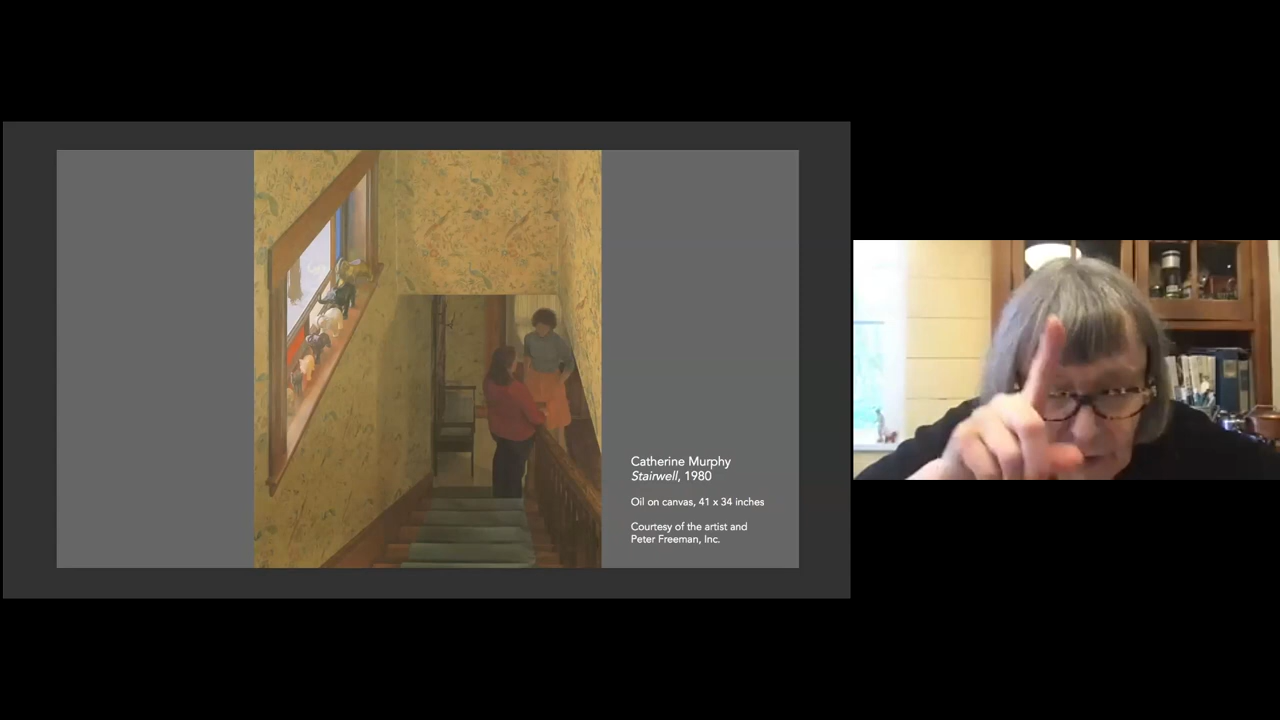 Catherine Murphy
Stairwell, 1980
Oil on canvas, 41 x 34 inches
Courtesy of the artist and
Peter Freeman, Inc.